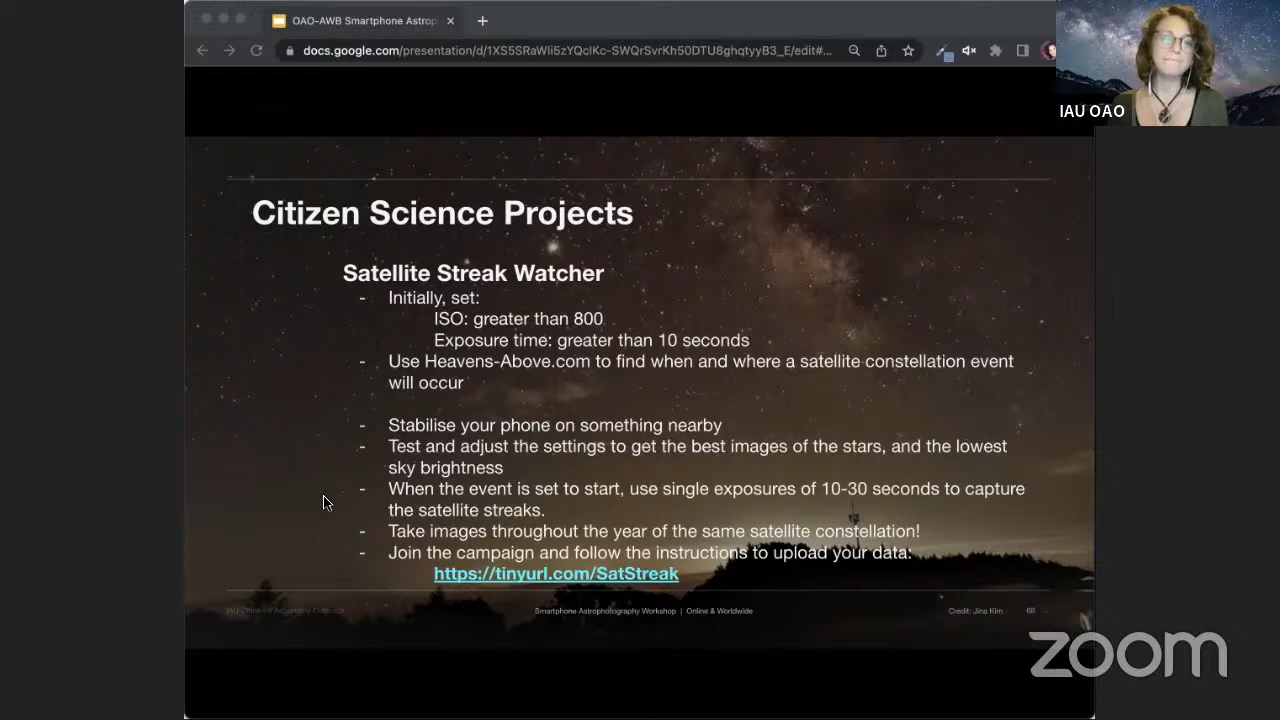 OAO-AWB Smartphone Astrop
docs.google.com/presentation/d/1XS5SRaWli5zYQclKc-SWQrSvrKh50DTU8ghqtyyB3_E/edit#...
IAU OAO
Citizen Science Projects
Satellite Streak Watcher
- Initially, set:
ISO: greater than 800
Exposure time: greater than 10 seconds
- Use Heavens-Above.com to find when and where a satellite constellation event
will occur
- Stabilise your phone on something nearby
- Test and adjust the settings to get the best images of the stars, and the lowest
sky brightness
- When the event is set to start, use single exposures of 10-30 seconds to capture
the satellite streaks.
- Take images throughout the year of the same satellite constellation!
- Join the campaign and follow the instructions to upload your data:
https://tinyurl.com/SatStreak
IAU Office for Astronomy Outreach
Smartphone Astrophotography Workshop | Online & Worldwide
Credit: Jina Kim
68
zoom